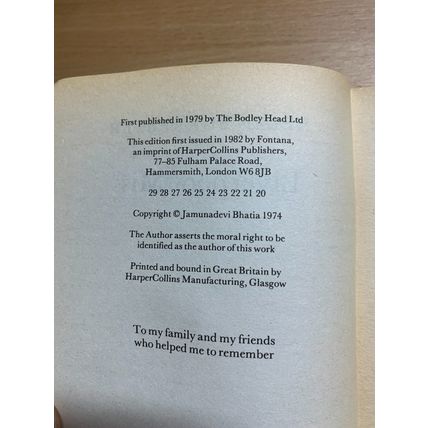 First published in 1979 by The Bodley Head Ltd
This edition first issued in 1982 by Fontana,
an imprint of HarperCollins Publishers,
77–85 Fulham Palace Road,
Hammersmith, London W6 8JB
29 28 27 26 25 24 23 22 21 20
Copyright © Jamunadevi Bhatia 1974
The Author asserts the moral right to be
identified as the author of this work
Printed and bound in Great Britain by
HarperCollins Manufacturing, Glasgow
To my family and my friends
who helped me to remember